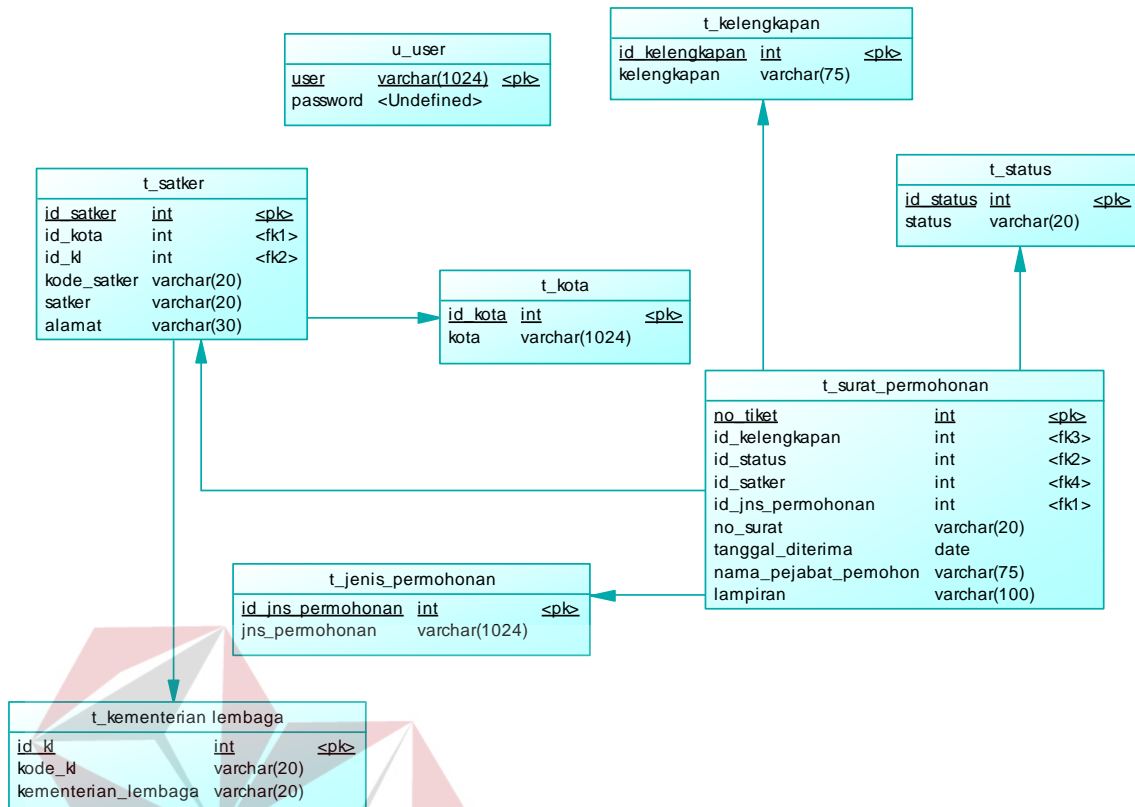 t_kelengkapan
id_kelengkapan int <pk>
kelengkapan varchar(75)
u_user
user varchar(1024) <pk>
password <Undefined>
t_status
id_status int <pk>
status varchar(20)
t_satker
id_satker int <pk>
id_kota int <fk1>
id_kl int <fk2>
kode_satker varchar(20)
satker varchar(20)
alamat varchar(30)
t_kota
id_kota int <pk>
kota varchar(1024)
t_surat_permohonan
no_tiket int <pk>
id_kelengkapan int <fk3>
id_status int <fk2>
id_satker int <fk4>
id_jns_permohonan int <fk1>
no_surat varchar(20)
tanggal_diterima date
nama_pejabat_pemohon varchar(75)
lampiran varchar(100)
t_jenis_permohonan
id_jns_permohonan int <pk>
jns_permohonan varchar(1024)
t_kementerian lembaga
id_kl int <pk>
kode_kl varchar(20)
kementerian_lembaga varchar(20)